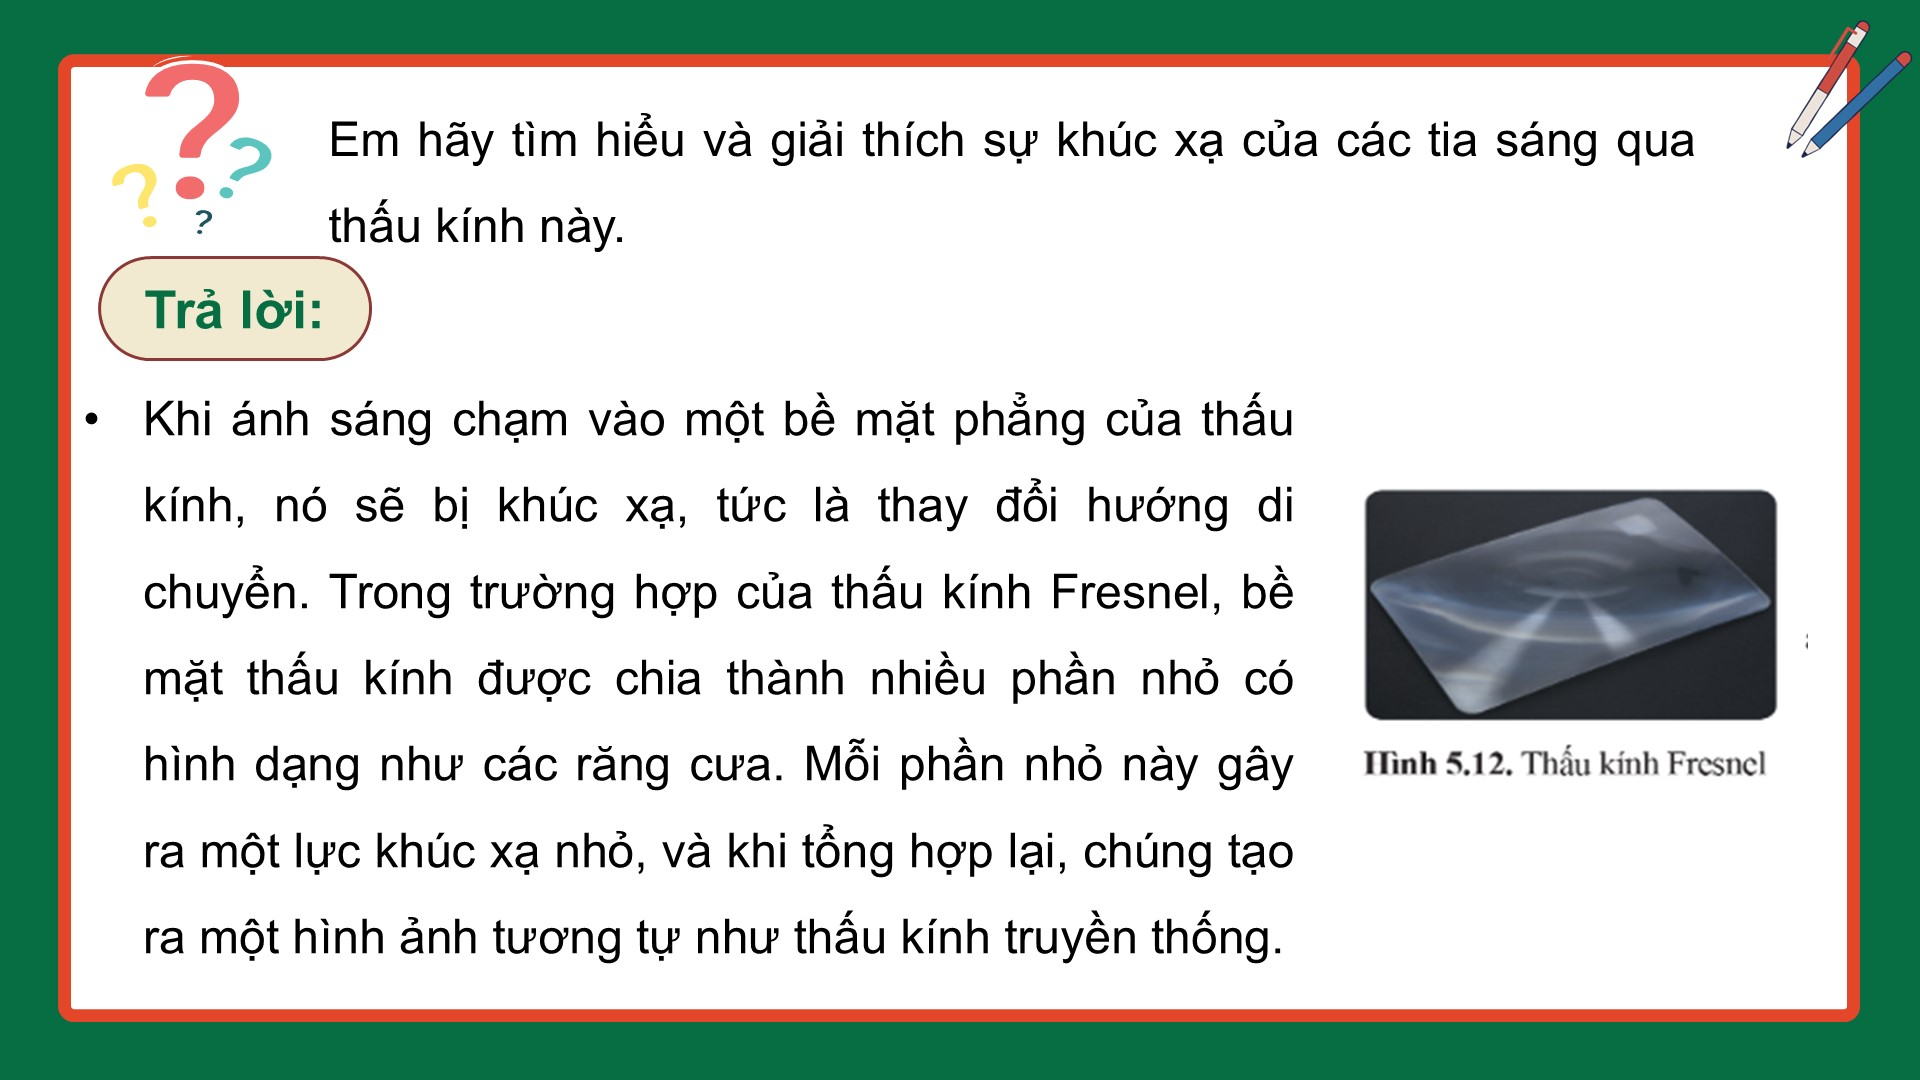 Em hãy tìm hiểu và giải thích sự khúc xạ của các tia sáng qua
thấu kính này.
Trả lời:
• Khi ánh sáng chạm vào một bề mặt phẳng của thấu
kính, nó sẽ bị khúc xạ, tức là thay đổi hướng di
chuyển. Trong trường hợp của thấu kính Fresnel, bề
mặt thấu kính được chia thành nhiều phần nhỏ có
hình dạng như các răng cưa. Mỗi phần nhỏ này gây
ra một lực khúc xạ nhỏ, và khi tổng hợp lại, chúng tạo
ra một hình ảnh tương tự như thấu kính truyền thống.
Hình 5.12. Thấu kính Fresnel